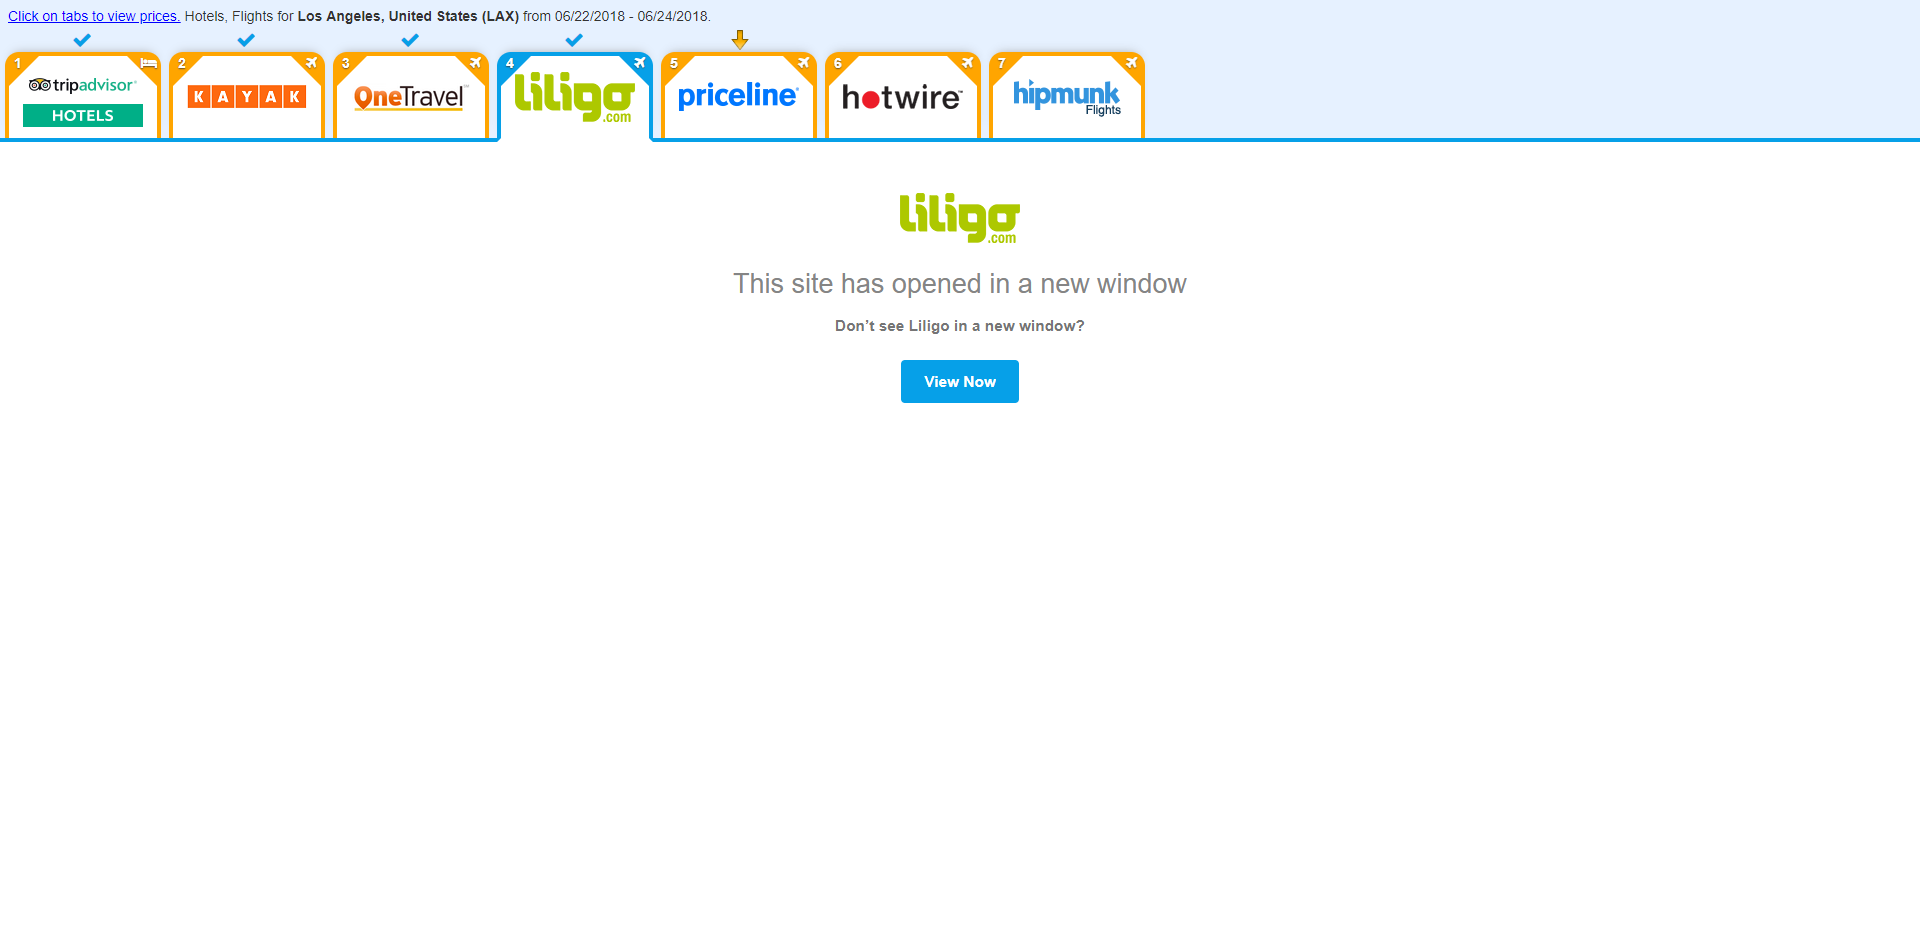 Click on tabs to view prices. Hotels, Flights for Los Angeles, United States (LAX) from 06/22/2018 - 06/24/2018.
1
tripadvisor
HOTELS
2
KAYAK
3
OneTravel
4
liligo
.com
5
priceline
6
hotwire™
7
hipmunk
Flights
liligo
.com
This site has opened in a new window
Don’t see Liligo in a new window?
View Now